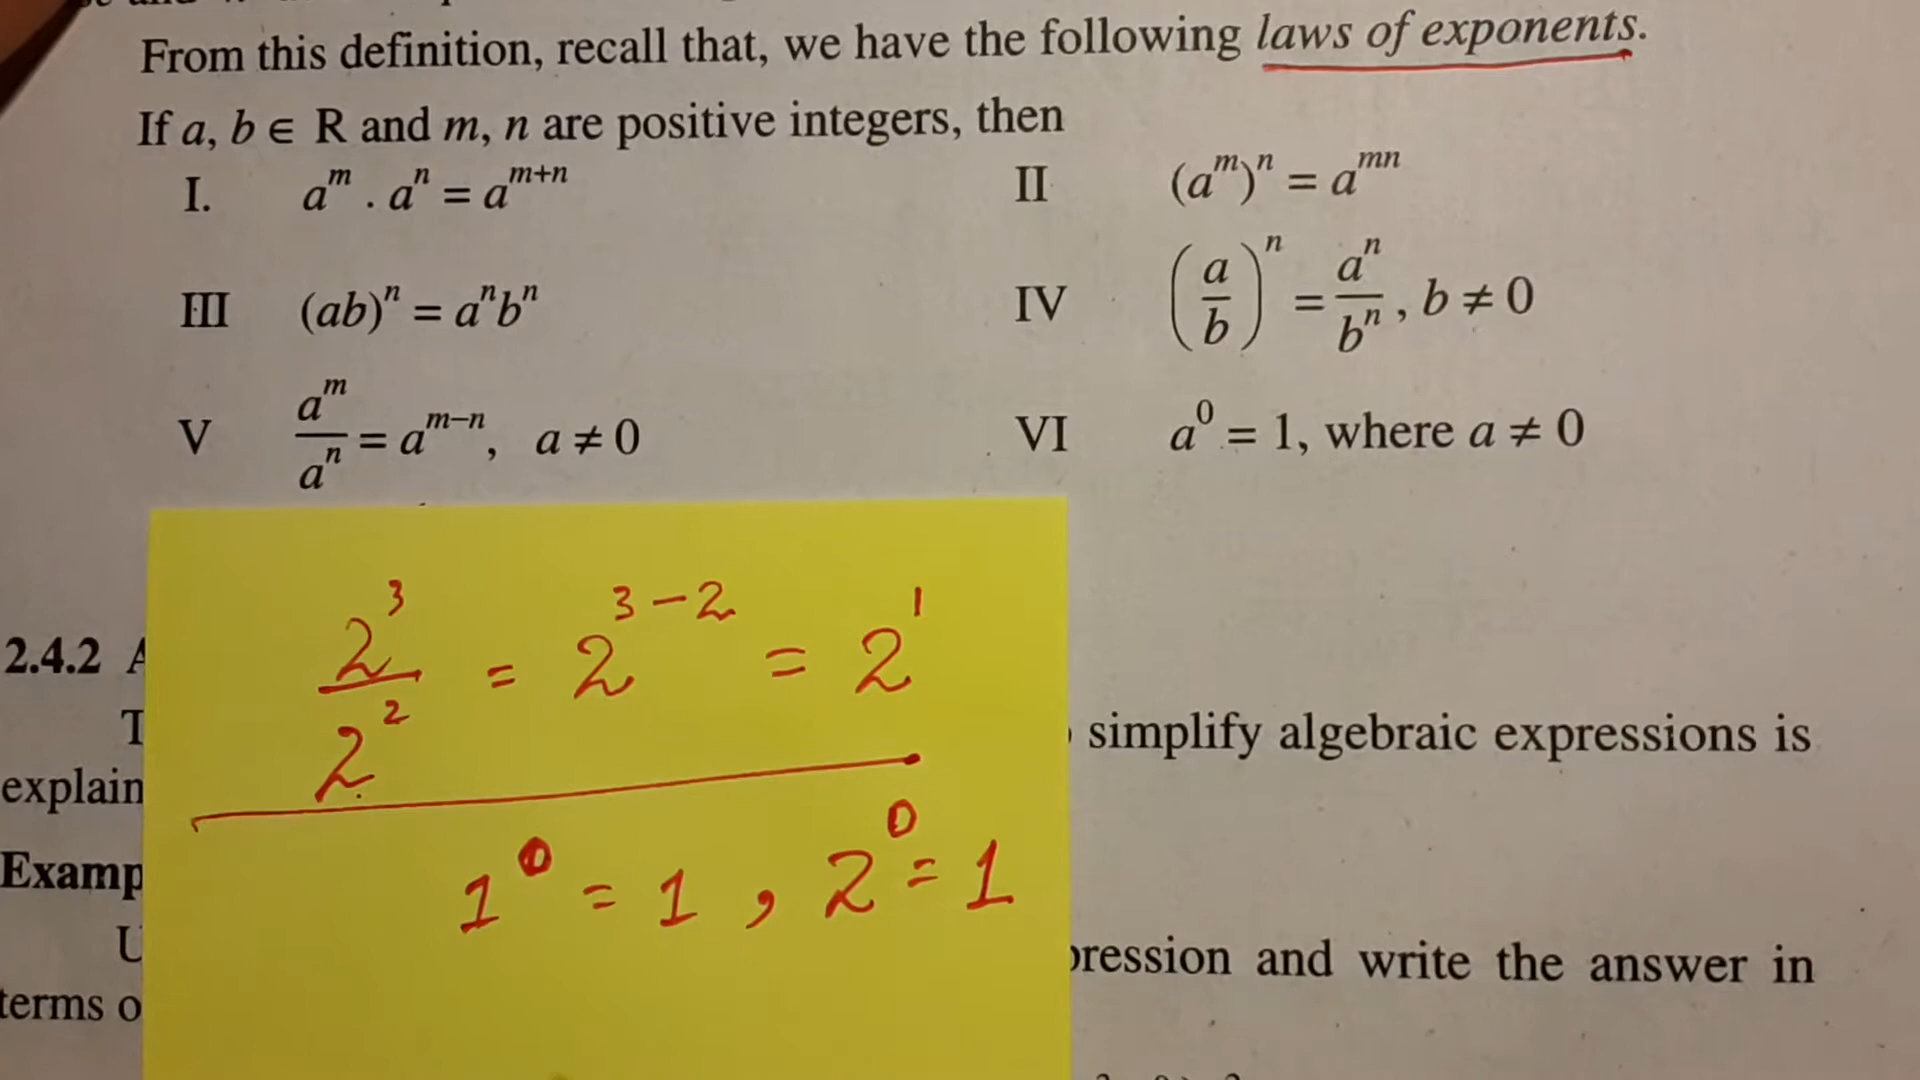 From this definition, recall that, we have the following laws of exponents.
If a, b ∈ R and m, n are positive integers, then
I. a^m . a^n = a^(m+n) II (a^m)^n = a^(mn)
III (ab)^n = a^n b^n IV (a/b)^n = a^n/b^n , b ≠ 0
V a^m/a^n = a^(m−n), a ≠ 0 VI a^0 = 1, where a ≠ 0
2^3/2^2 = 2^(3−2) = 2^1
1^0 = 1 , 2^0 = 1
2.4.2
simplify algebraic expressions is
explain
Examp
pression and write the answer in
terms o